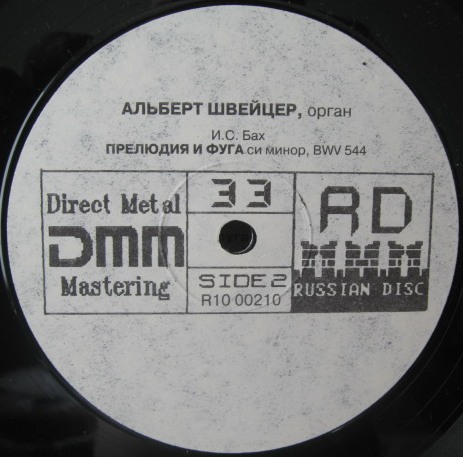 АЛЬБЕРТ ШВЕЙЦЕР, орган
И.С. Бах
ПРЕЛЮДИЯ И ФУГА си минор, BWV 544
Direct Metal
DMM
Mastering
33
SIDE 2
R10 00210
RD
RUSSIAN DISC